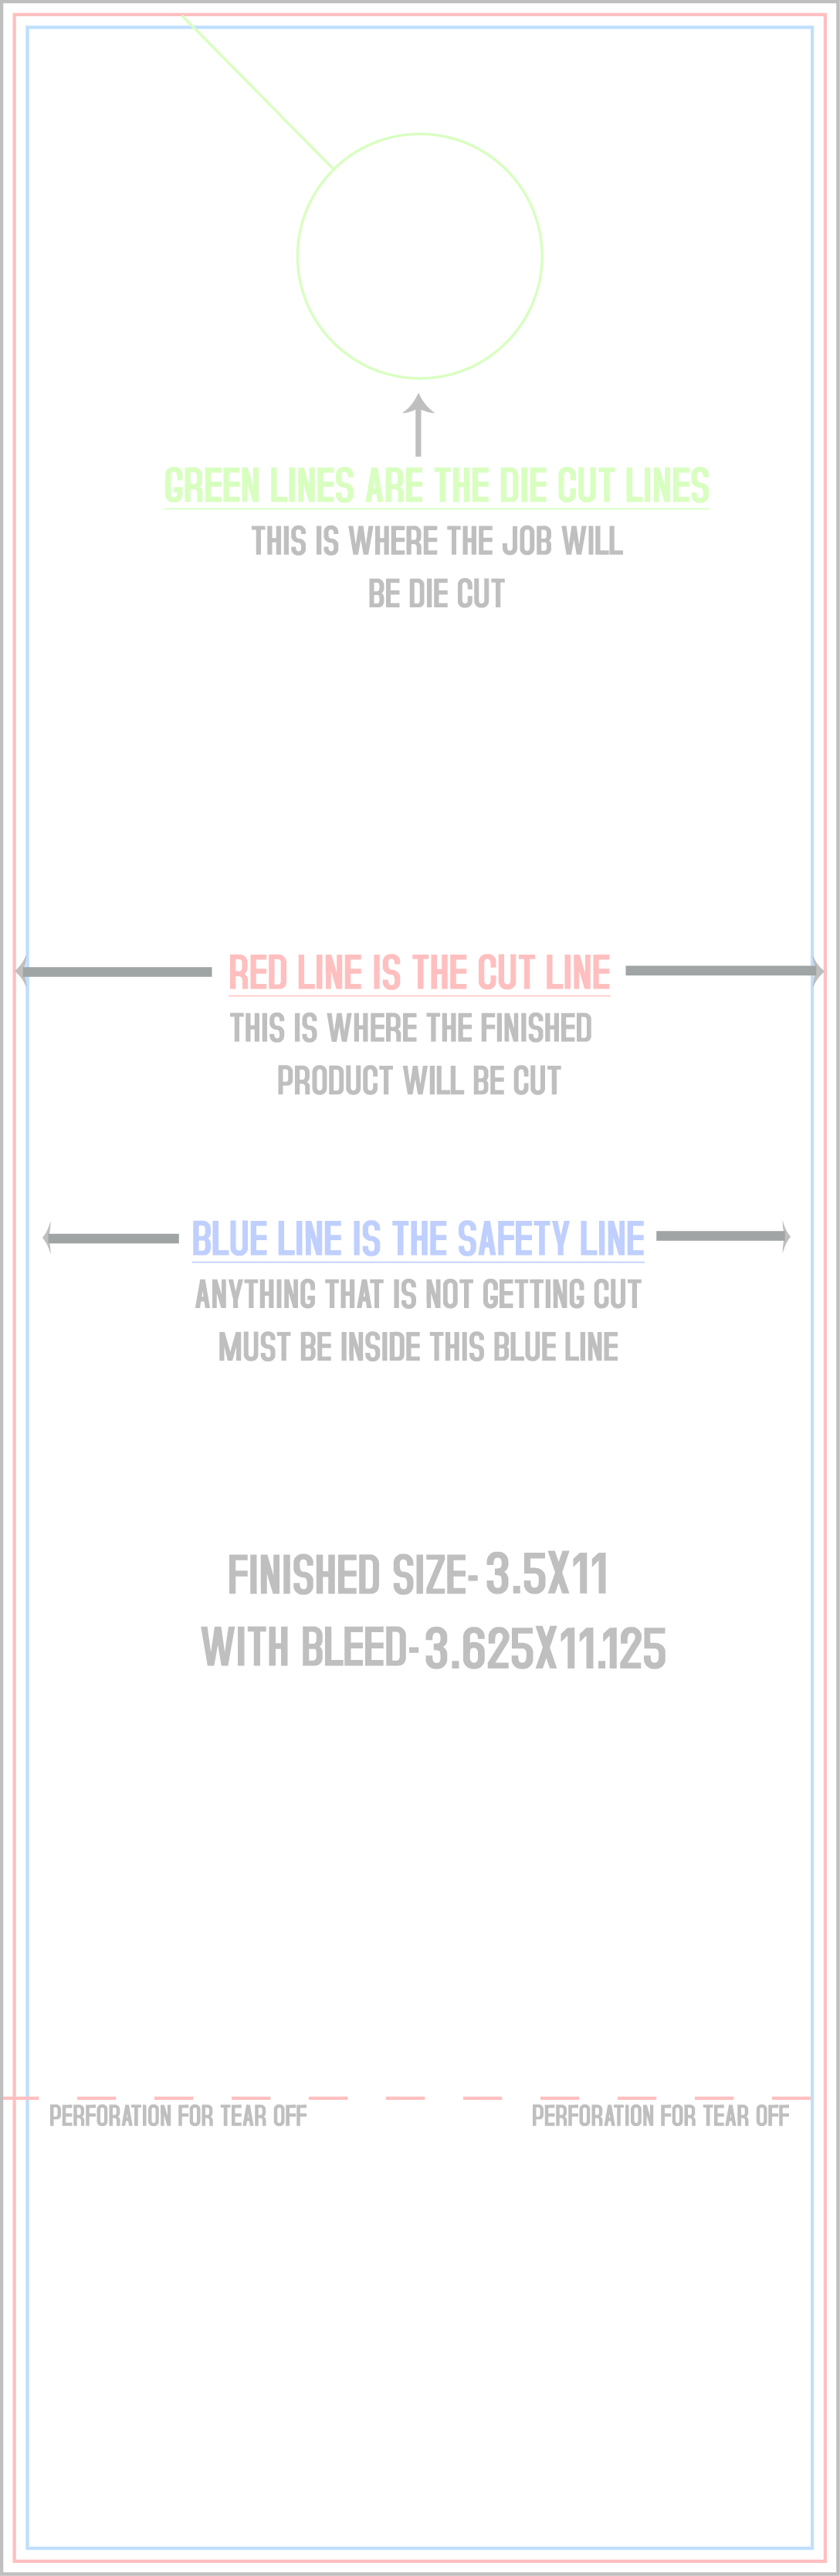 GREEN LINES ARE THE DIE CUT LINES
THIS IS WHERE THE JOB WILL
BE DIE CUT
RED LINE IS THE CUT LINE
THIS IS WHERE THE FINISHED
PRODUCT WILL BE CUT
BLUE LINE IS THE SAFETY LINE
ANYTHING THAT IS NOT GETTING CUT
MUST BE INSIDE THIS BLUE LINE
FINISHED SIZE- 3.5X11
WITH BLEED- 3.625X11.125
PERFORATION FOR TEAR OFF PERFORATION FOR TEAR OFF